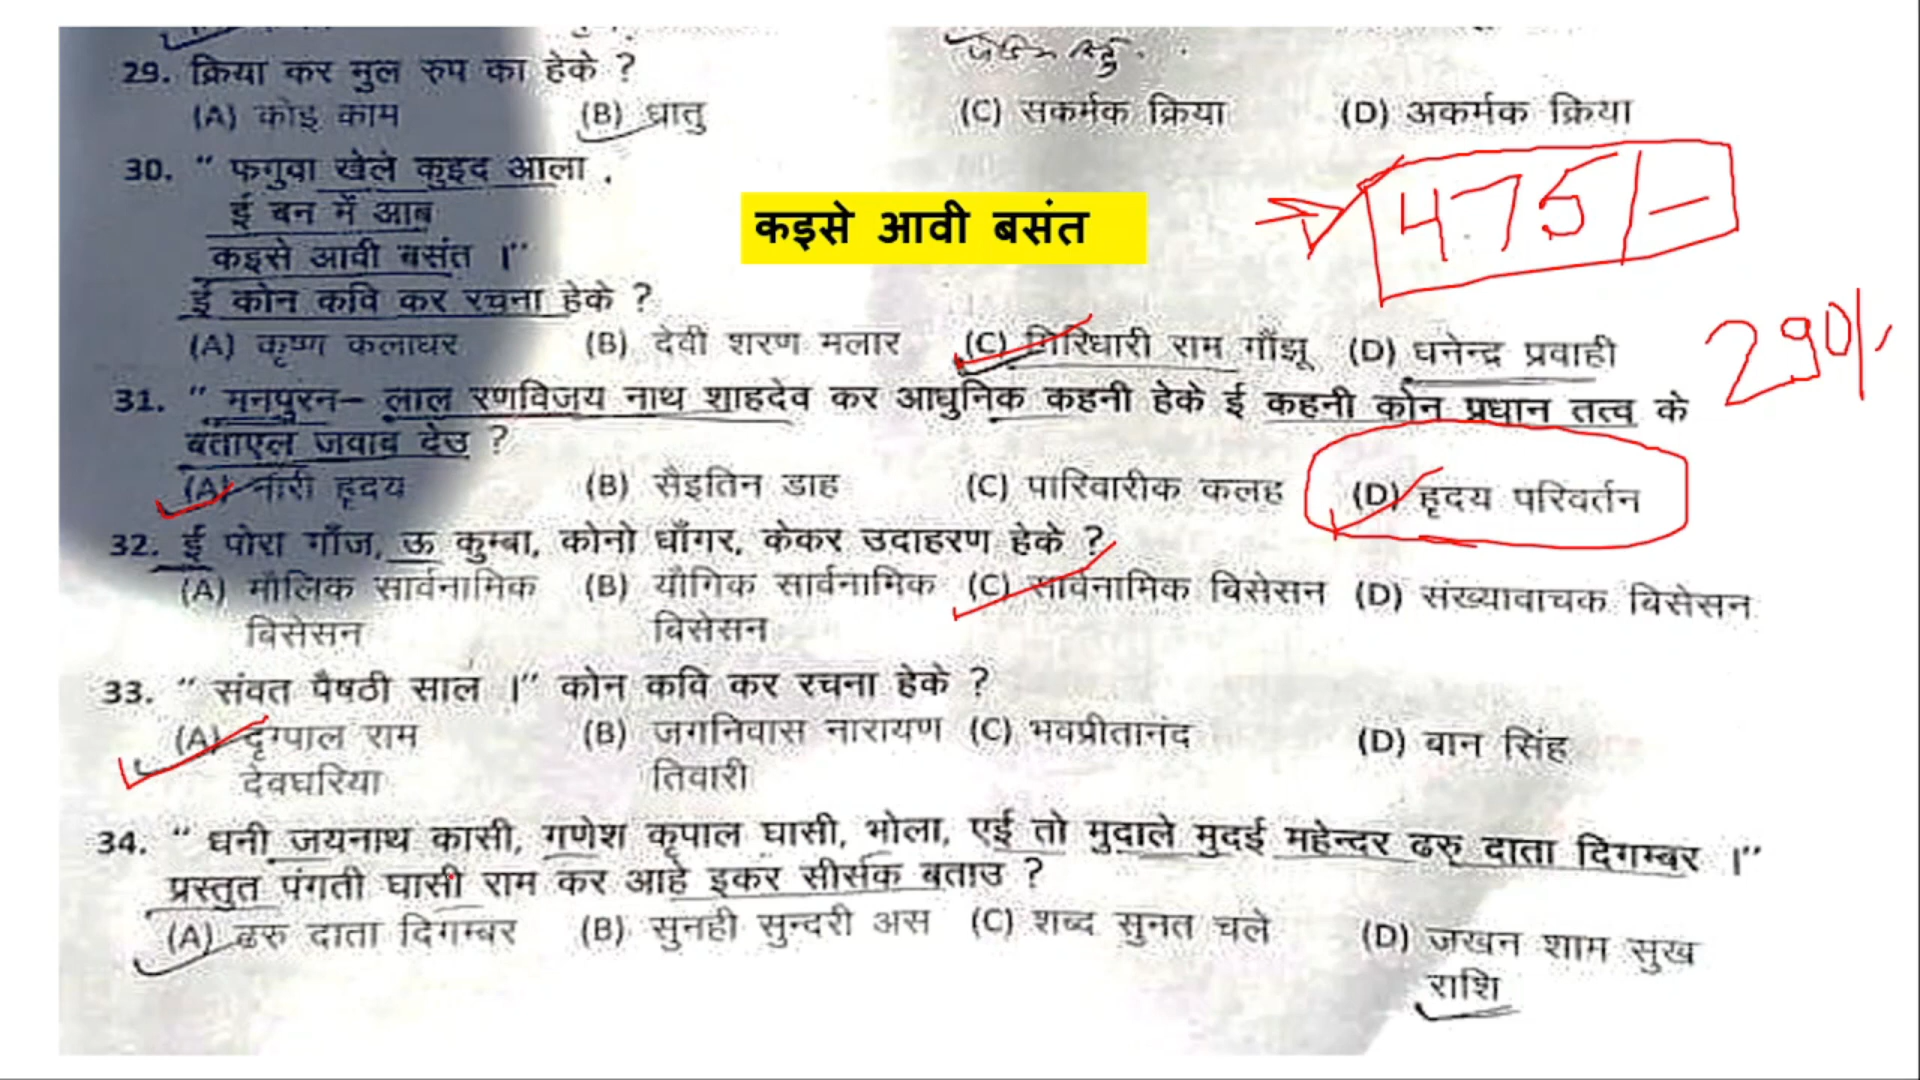 29. क्रिया कर मुल रुप का हेके ?
(A) कोइ काम (B) धातु (C) सकर्मक क्रिया (D) अकर्मक क्रिया
30. “ फगुवा खेले कुइद आला ,
ई बन में आब
कइसे आवी बसंत ।”
कइसे आवी बसंत
475/-
290/.
ई कोन कवि कर रचना हेके ?
(A) कृष्ण कलाधर (B) देवी शरण मलार (C) गिरिधारी राम गौंझू (D) धनेन्द्र प्रवाही
31. “ मनपुरन– लाल रणविजय नाथ शाहदेव कर आधुनिक कहनी हेके ई कहनी कोन प्रधान तत्व के
बताएल जवाब देउ ?
(A) नारी हृदय (B) सैइतिन डाह (C) पारिवारीक कलह (D) हृदय परिवर्तन
32. ई पोरा गाँज, ऊ कुम्बा, कोनो धाँगर, केकर उदाहरण हेके ?
(A) मौलिक सार्वनामिक (B) यौगिक सार्वनामिक (C) सार्वनामिक बिसेसन (D) संख्यावाचक बिसेसन
बिसेसन बिसेसन
33. “ संवत पैषठी साल ।” कोन कवि कर रचना हेके ?
(A) दृग्पाल राम (B) जगनिवास नारायण (C) भवप्रीतानंद (D) बान सिंह
देवघरिया तिवारी
34. “ धनी जयनाथ कासी, गणेश कृपाल घासी, भोला, एई तो मुदाले मुदई महेन्दर ढरु दाता दिगम्बर ।”
प्रस्तुत पंगती घासी राम कर आहे इकर सीर्सक बताउ ?
(A) ढरु दाता दिगम्बर (B) सुनही सुन्दरी अस (C) शब्द सुनत चले (D) जखन शाम सुख
राशि